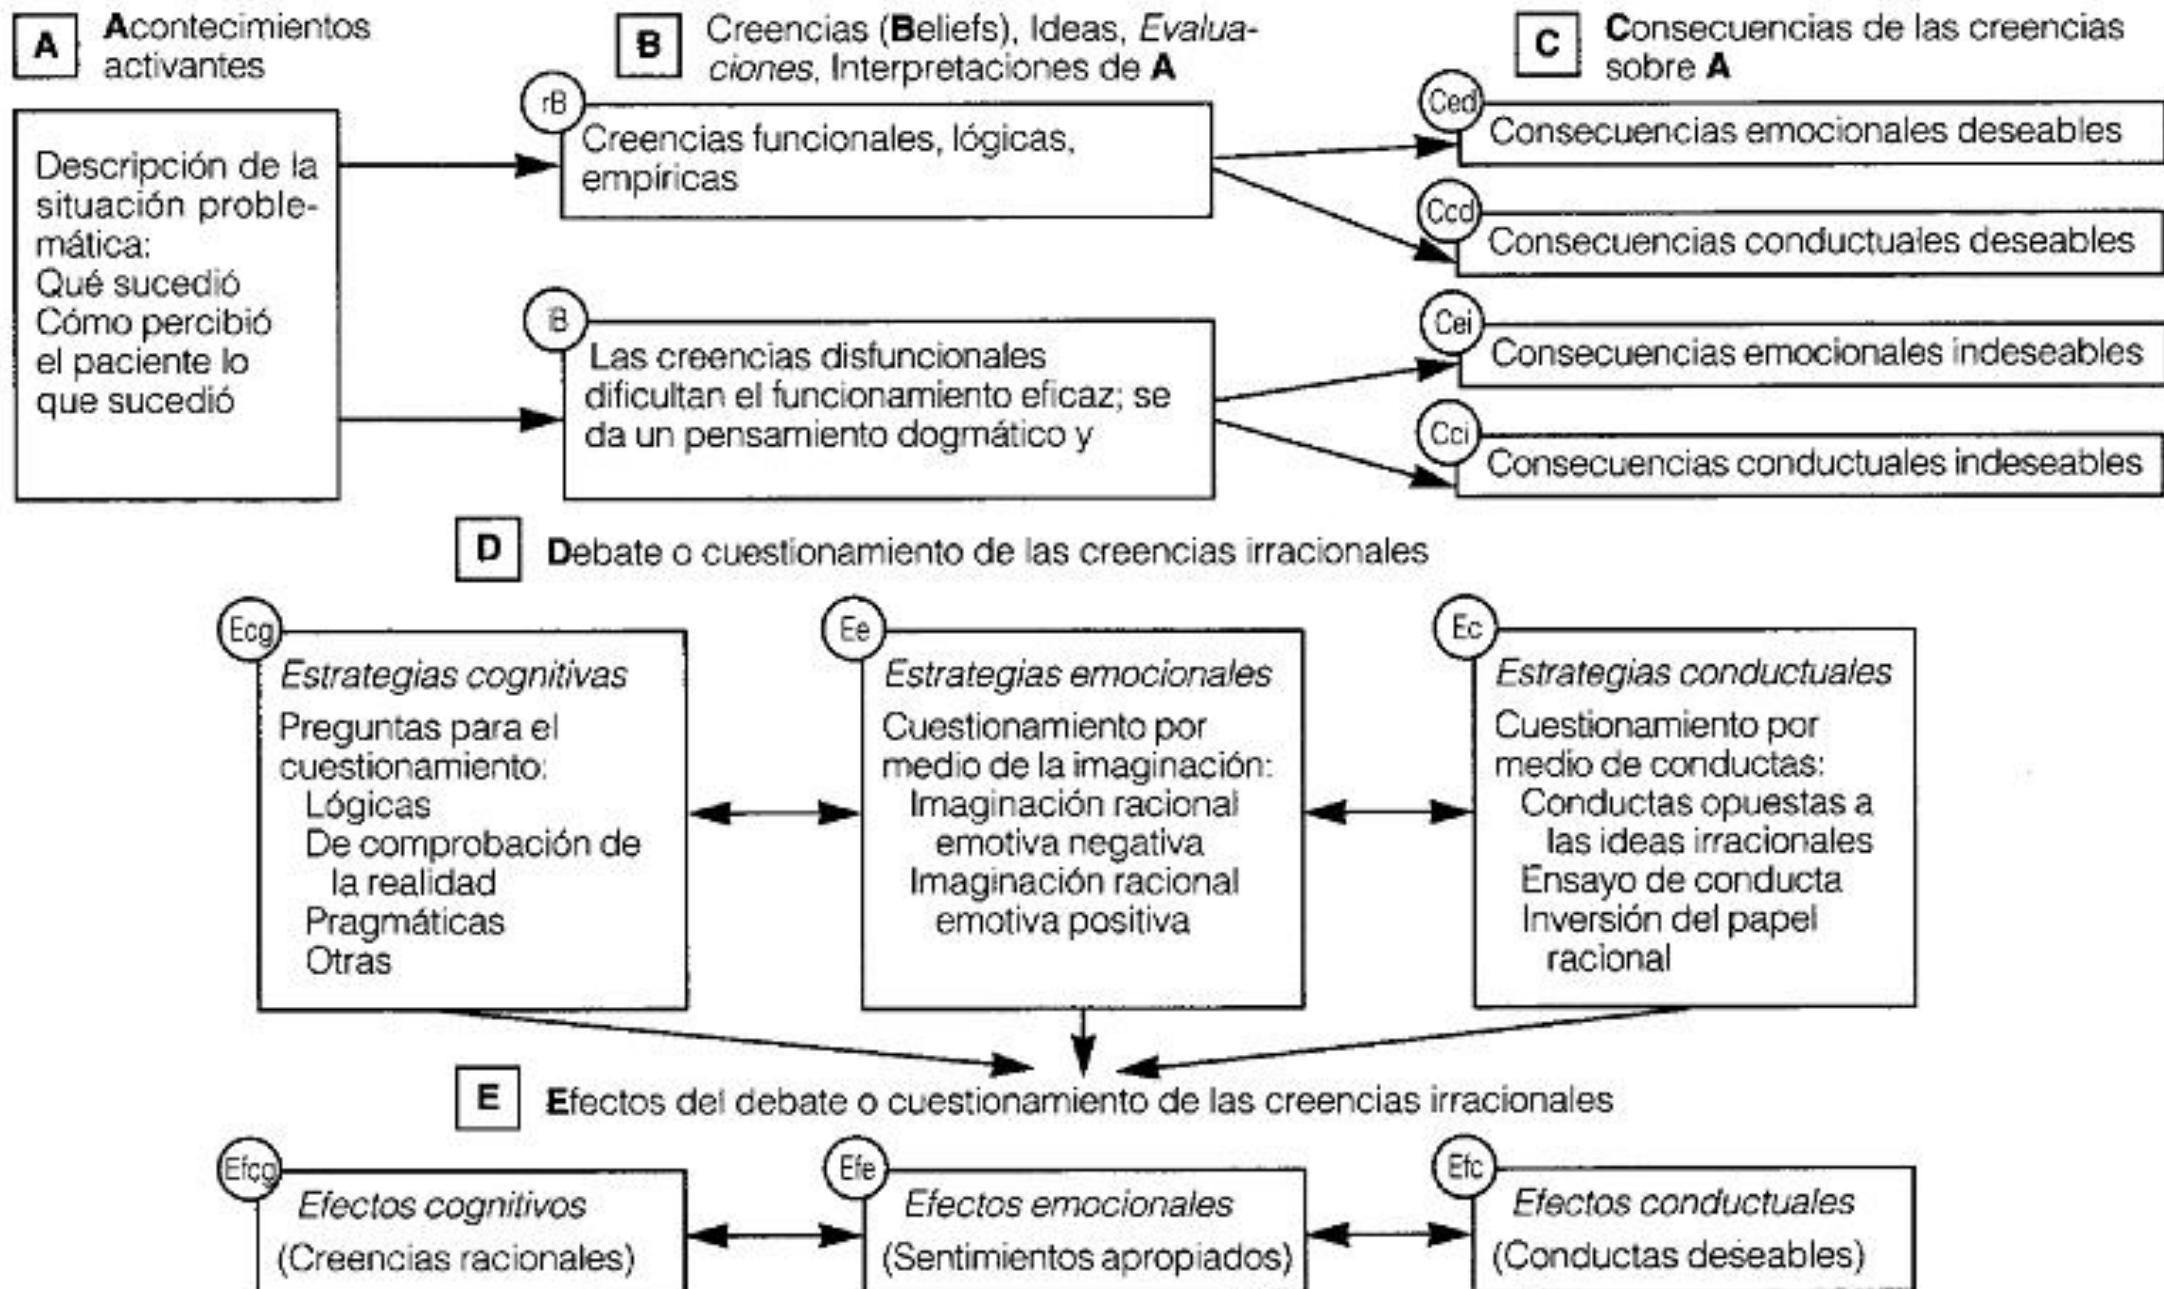 A
Acontecimientos
activantes
B
Creencias (Beliefs), Ideas, Evalua-
ciones, Interpretaciones de A
C
Consecuencias de las creencias
sobre A
Descripción de la
situación proble-
mática:
Qué sucedió
Cómo percibió
el paciente lo
que sucedió
rB
Creencias funcionales, lógicas,
empíricas
iB
Las creencias disfuncionales
dificultan el funcionamiento eficaz; se
da un pensamiento dogmático y
Ced
Consecuencias emocionales deseables
Ccd
Consecuencias conductuales deseables
Cei
Consecuencias emocionales indeseables
Cci
Consecuencias conductuales indeseables
D
Debate o cuestionamiento de las creencias irracionales
Ecg
Estrategias cognitivas
Preguntas para el
cuestionamiento:
Lógicas
De comprobación de
la realidad
Pragmáticas
Otras
Ee
Estrategias emocionales
Cuestionamiento por
medio de la imaginación:
Imaginación racional
emotiva negativa
Imaginación racional
emotiva positiva
Ec
Estrategias conductuales
Cuestionamiento por
medio de conductas:
Conductas opuestas a
las ideas irracionales
Ensayo de conducta
Inversión del papel
racional
E
Efectos del debate o cuestionamiento de las creencias irracionales
Efcg
Efectos cognitivos
(Creencias racionales)
Efe
Efectos emocionales
(Sentimientos apropiados)
Efc
Efectos conductuales
(Conductas deseables)